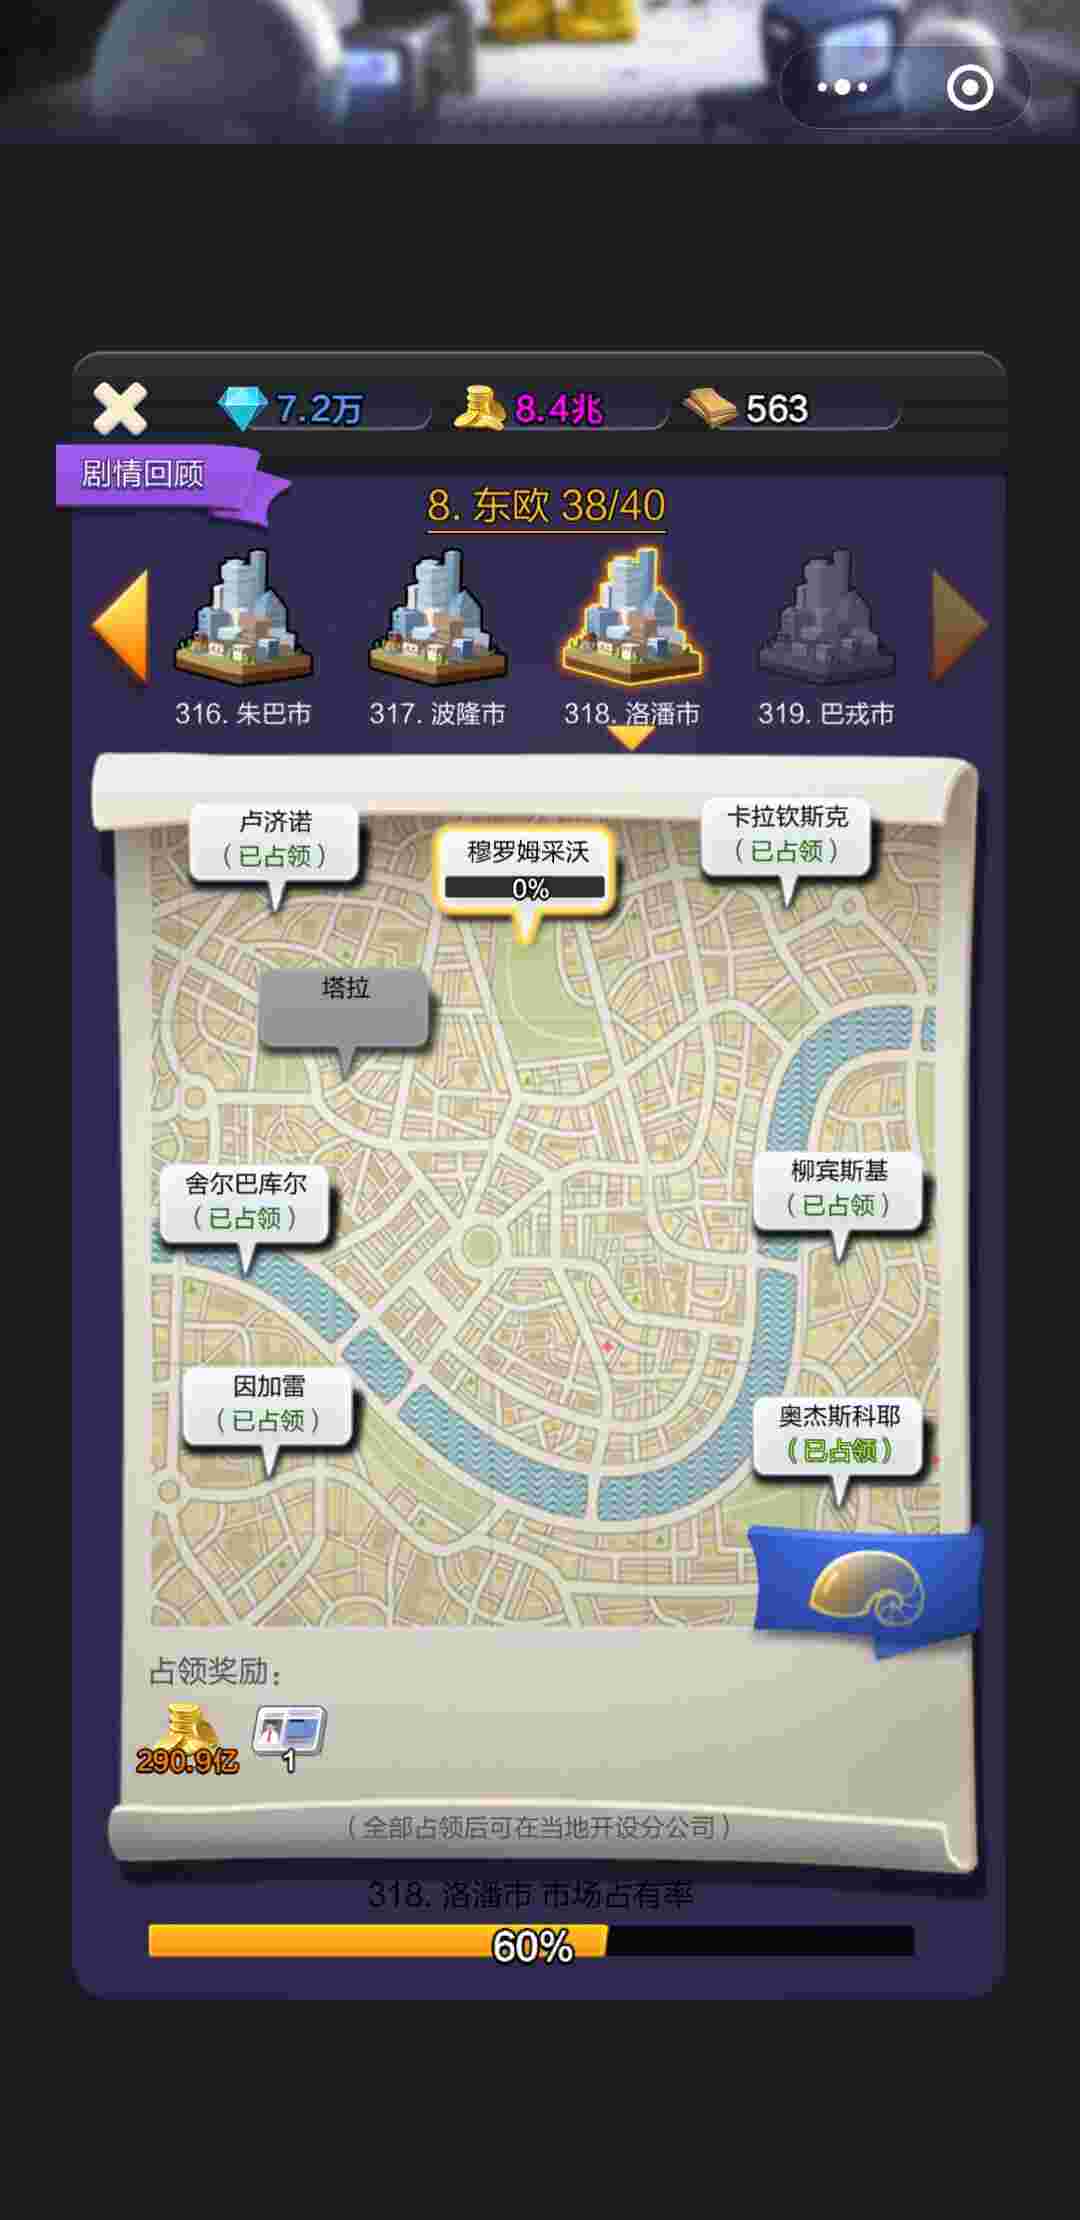 7.2万
8.4兆
563
剧情回顾
8. 东欧 38/40
316. 朱巴市
317. 波隆市
318. 洛潘市
319. 巴戎市
卢济诺
（已占领）
穆罗姆采沃
0%
卡拉钦斯克
（已占领）
塔拉
舍尔巴库尔
（已占领）
柳宾斯基
（已占领）
因加雷
（已占领）
奥杰斯科耶
（已占领）
占领奖励：
290.9亿
1
（全部占领后可在当地开设分公司）
318. 洛潘市 市场占有率
60%